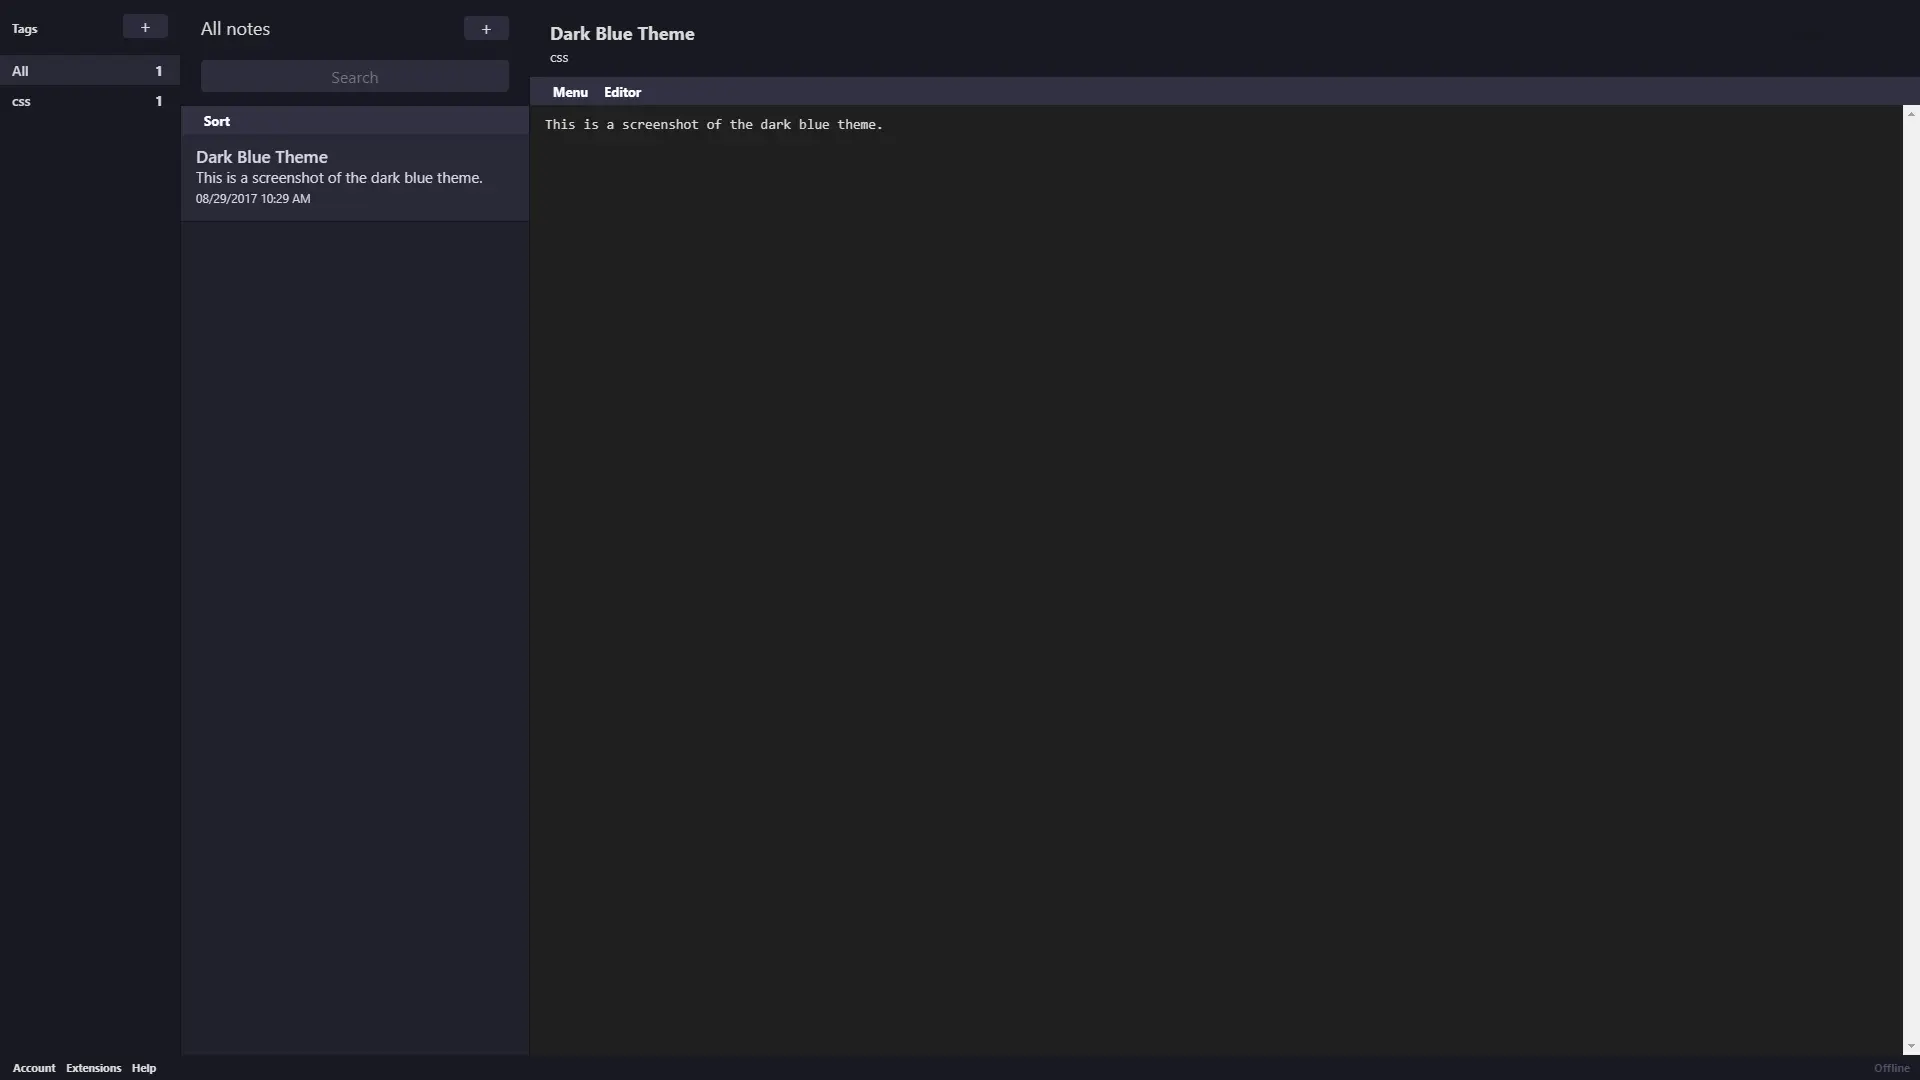 Tags +
All 1
css 1
All notes +
Search
Sort
Dark Blue Theme
This is a screenshot of the dark blue theme.
08/29/2017 10:29 AM
Dark Blue Theme
css
Menu Editor
This is a screenshot of the dark blue theme.
Account Extensions Help
Offline